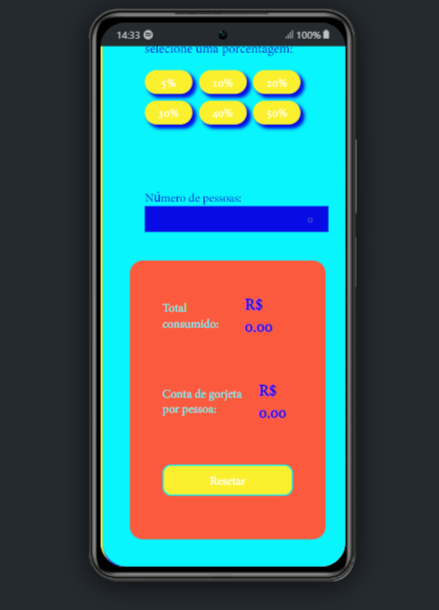 14:33
100%
selecione uma porcentagem:
5% 10% 20%
30% 40% 50%
Número de pessoas:
0
Total
consumido:
R$
0.00
Conta de gorjeta
por pessoa:
R$
0.00
Resetar